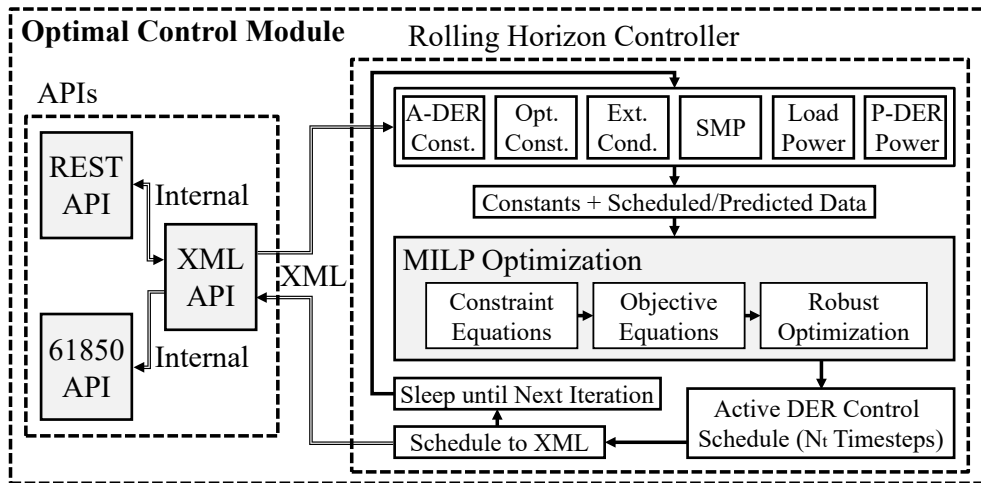 Optimal Control Module
Rolling Horizon Controller
APIs
REST
API
Internal
XML
API
XML
61850
API
Internal
A-DER
Const.
Opt.
Const.
Ext.
Cond.
SMP
Load
Power
P-DER
Power
Constants + Scheduled/Predicted Data
MILP Optimization
Constraint
Equations
Objective
Equations
Robust
Optimization
Active DER Control
Schedule (Nt Timesteps)
Schedule to XML
Sleep until Next Iteration